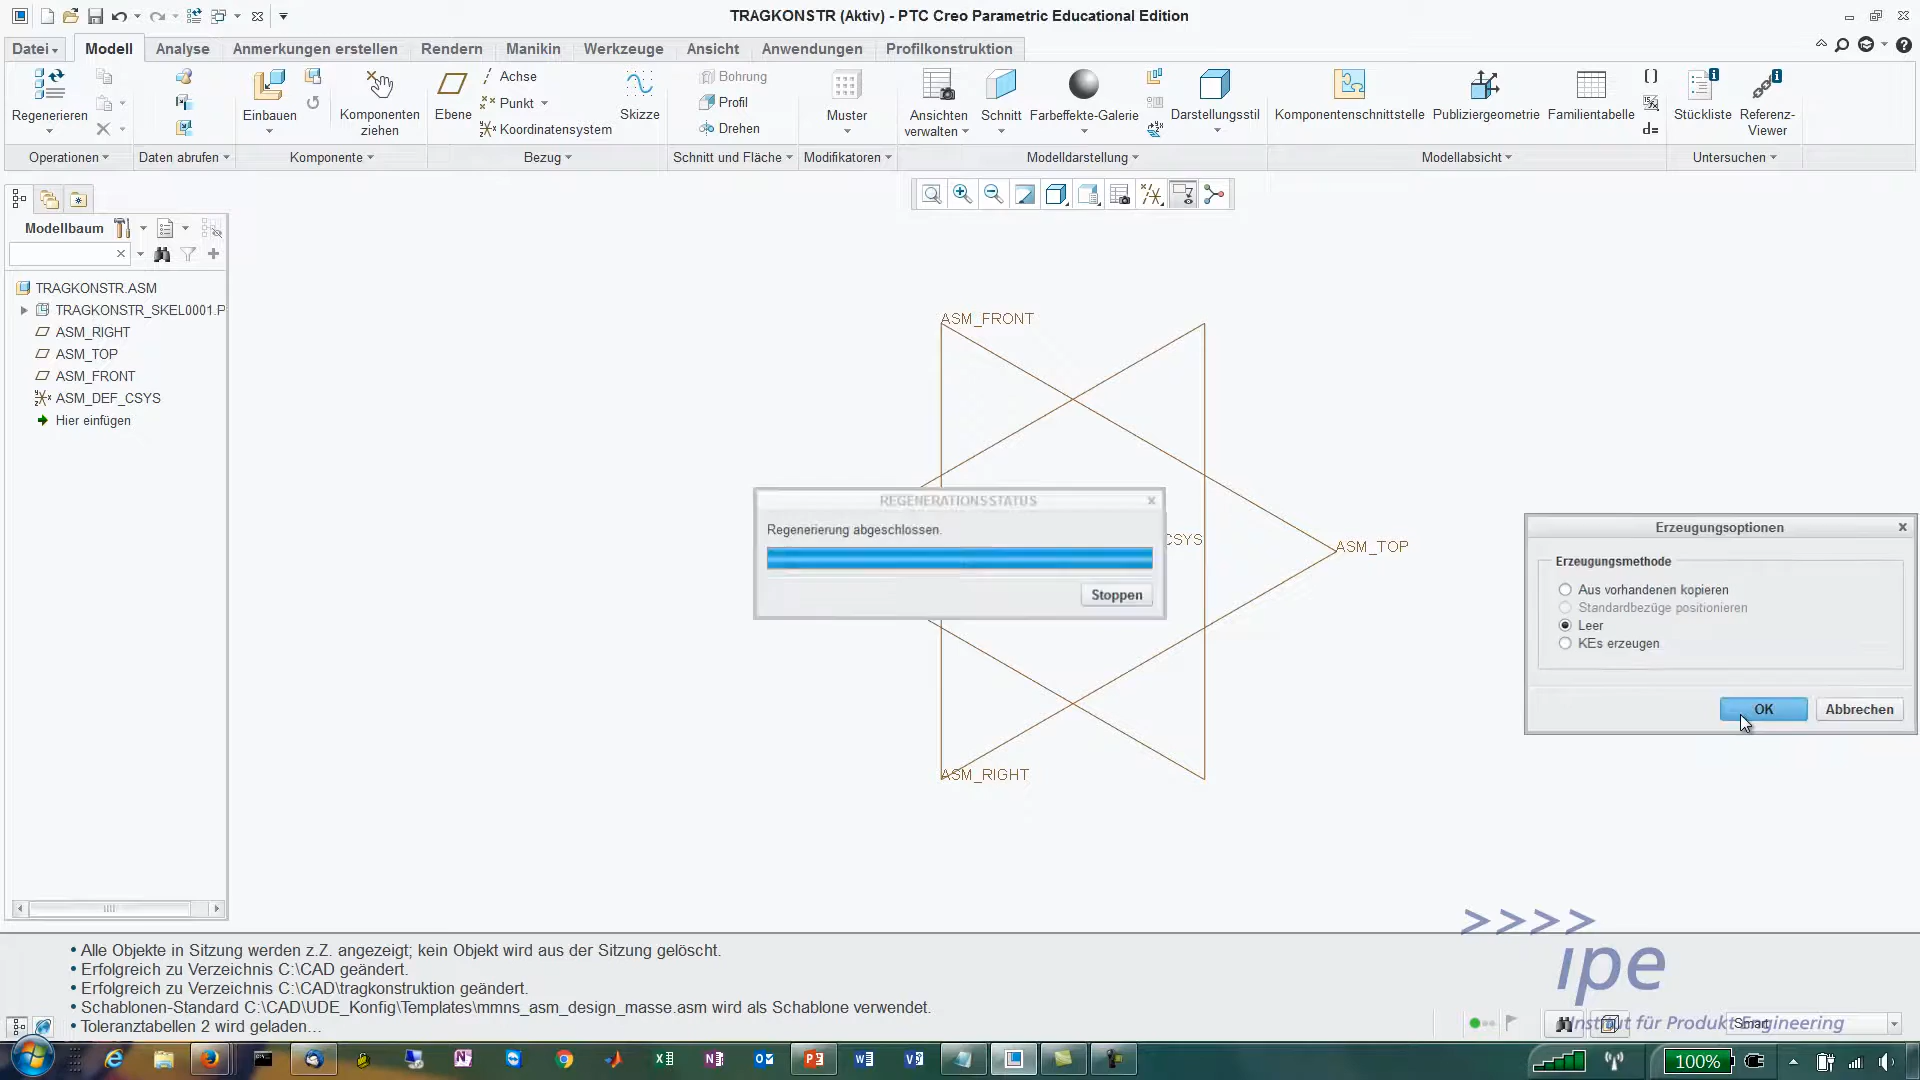 TRAGKONSTR (Aktiv) - PTC Creo Parametric Educational Edition
Datei Modell Analyse Anmerkungen erstellen Rendern Manikin Werkzeuge Ansicht Anwendungen Profilkonstruktion
Regenerieren
Einbauen
Komponenten ziehen
Ebene
Achse
Punkt
Koordinatensystem
Skizze
Bohrung
Profil
Drehen
Muster
Ansichten verwalten
Schnitt
Farbeffekte-Galerie
Darstellungsstil
Komponentenschnittstelle
Publiziergeometrie
Familientabelle
Stückliste
Referenz-Viewer
Operationen Daten abrufen Komponente Bezug Schnitt und Fläche Modifikatoren Modelldarstellung Modellabsicht Untersuchen
Modellbaum
TRAGKONSTR.ASM
TRAGKONSTR_SKEL0001.P
ASM_RIGHT
ASM_TOP
ASM_FRONT
ASM_DEF_CSYS
Hier einfügen
ASM_FRONT
CSYS
ASM_TOP
ASM_RIGHT
REGENERATIONSSTATUS
Regenerierung abgeschlossen.
Stoppen
Erzeugungsoptionen
Erzeugungsmethode
Aus vorhandenen kopieren
Standardbezüge positionieren
Leer
KEs erzeugen
OK
Abbrechen
• Alle Objekte in Sitzung werden z.Z. angezeigt; kein Objekt wird aus der Sitzung gelöscht.
• Erfolgreich zu Verzeichnis C:\CAD geändert.
• Erfolgreich zu Verzeichnis C:\CAD\tragkonstruktion geändert.
• Schablonen-Standard C:\CAD\UDE_Konfig\Templates\mmns_asm_design_masse.asm wird als Schablone verwendet.
• Toleranztabellen 2 wird geladen...
>>>>
ipe
Institut für Produkt Engineering
Smart
100%